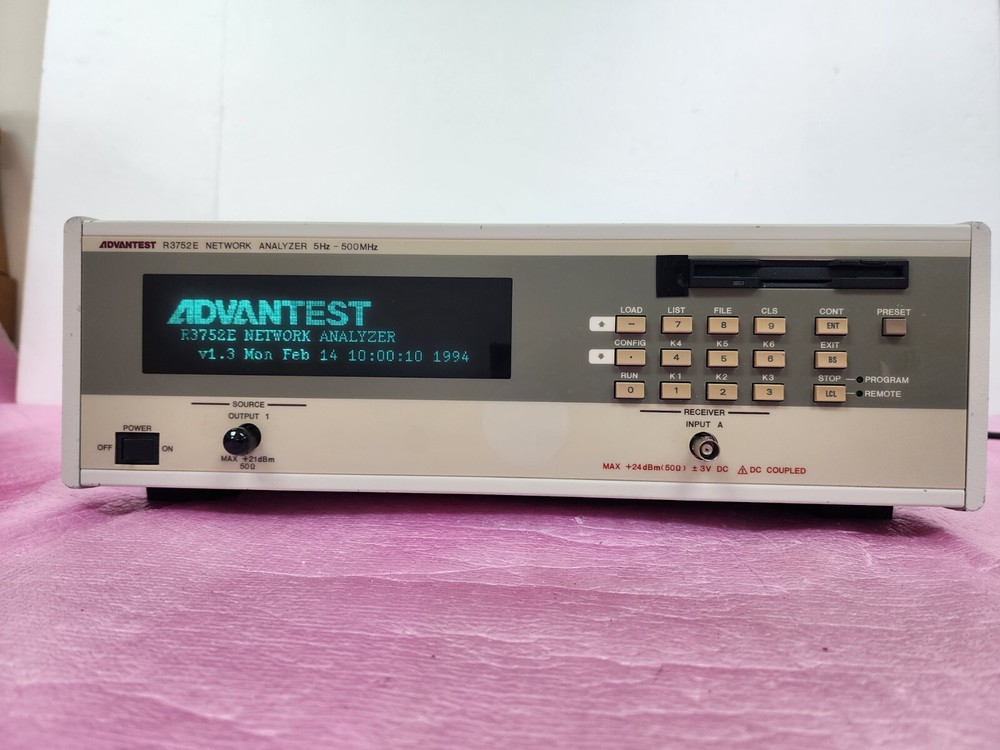 ADVANTEST R3752E NETWORK ANALYZER 5Hz - 500MHz
ADVANTEST
R3752E NETWORK ANALYZER
v1.3 Mon Feb 14 10:00:10 1994
LOAD LIST FILE CLS CONT PRESET
- 7 8 9 ENT
CONFIG K4 K5 K6 EXIT
. 4 5 6 BS
RUN K1 K2 K3 STOP PROGRAM
0 1 2 3 LCL REMOTE
SOURCE
OUTPUT 1
MAX +21dBm
50Ω
RECEIVER
INPUT A
MAX +24dBm(50Ω) ±3V DC ⚠ DC COUPLED
POWER
OFF ON